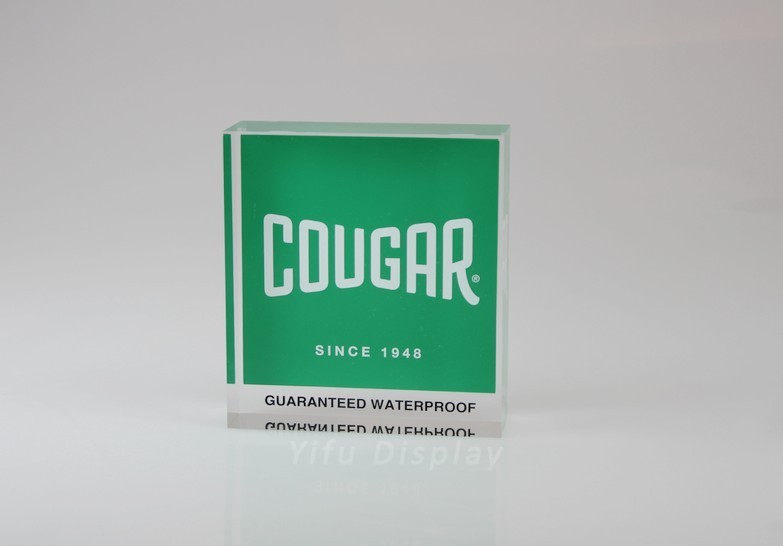 COUGAR®
SINCE 1948
GUARANTEED WATERPROOF
Yifu Display